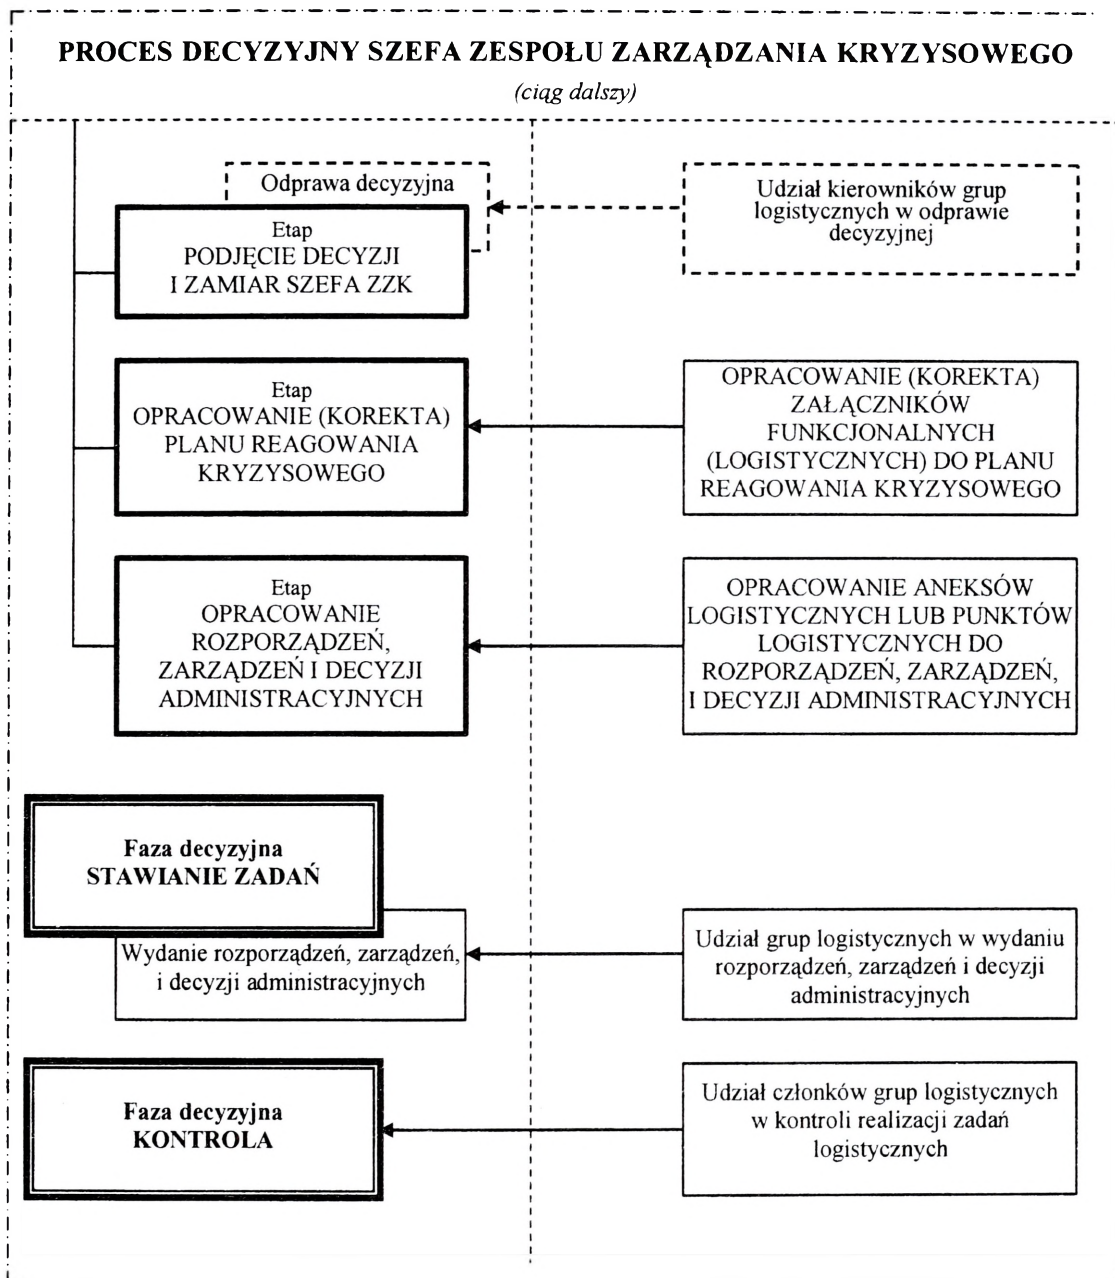 PROCES DECYZYJNY SZEFA ZESPOŁU ZARZĄDZANIA KRYZYSOWEGO
(ciąg dalszy)
Odprawa decyzyjna
Etap
PODJĘCIE DECYZJI
I ZAMIAR SZEFA ZZK
Udział kierowników grup
logistycznych w odprawie
decyzyjnej
Etap
OPRACOWANIE (KOREKTA)
PLANU REAGOWANIA
KRYZYSOWEGO
OPRACOWANIE (KOREKTA)
ZAŁĄCZNIKÓW
FUNKCJONALNYCH
(LOGISTYCZNYCH) DO PLANU
REAGOWANIA KRYZYSOWEGO
Etap
OPRACOWANIE
ROZPORZĄDZEŃ,
ZARZĄDZEŃ I DECYZJI
ADMINISTRACYJNYCH
OPRACOWANIE ANEKSÓW
LOGISTYCZNYCH LUB PUNKTÓW
LOGISTYCZNYCH DO
ROZPORZĄDZEŃ, ZARZĄDZEŃ,
I DECYZJI ADMINISTRACYJNYCH
Faza decyzyjna
STAWIANIE ZADAŃ
Wydanie rozporządzeń, zarządzeń,
i decyzji administracyjnych
Udział grup logistycznych w wydaniu
rozporządzeń, zarządzeń i decyzji
administracyjnych
Faza decyzyjna
KONTROLA
Udział członków grup logistycznych
w kontroli realizacji zadań
logistycznych